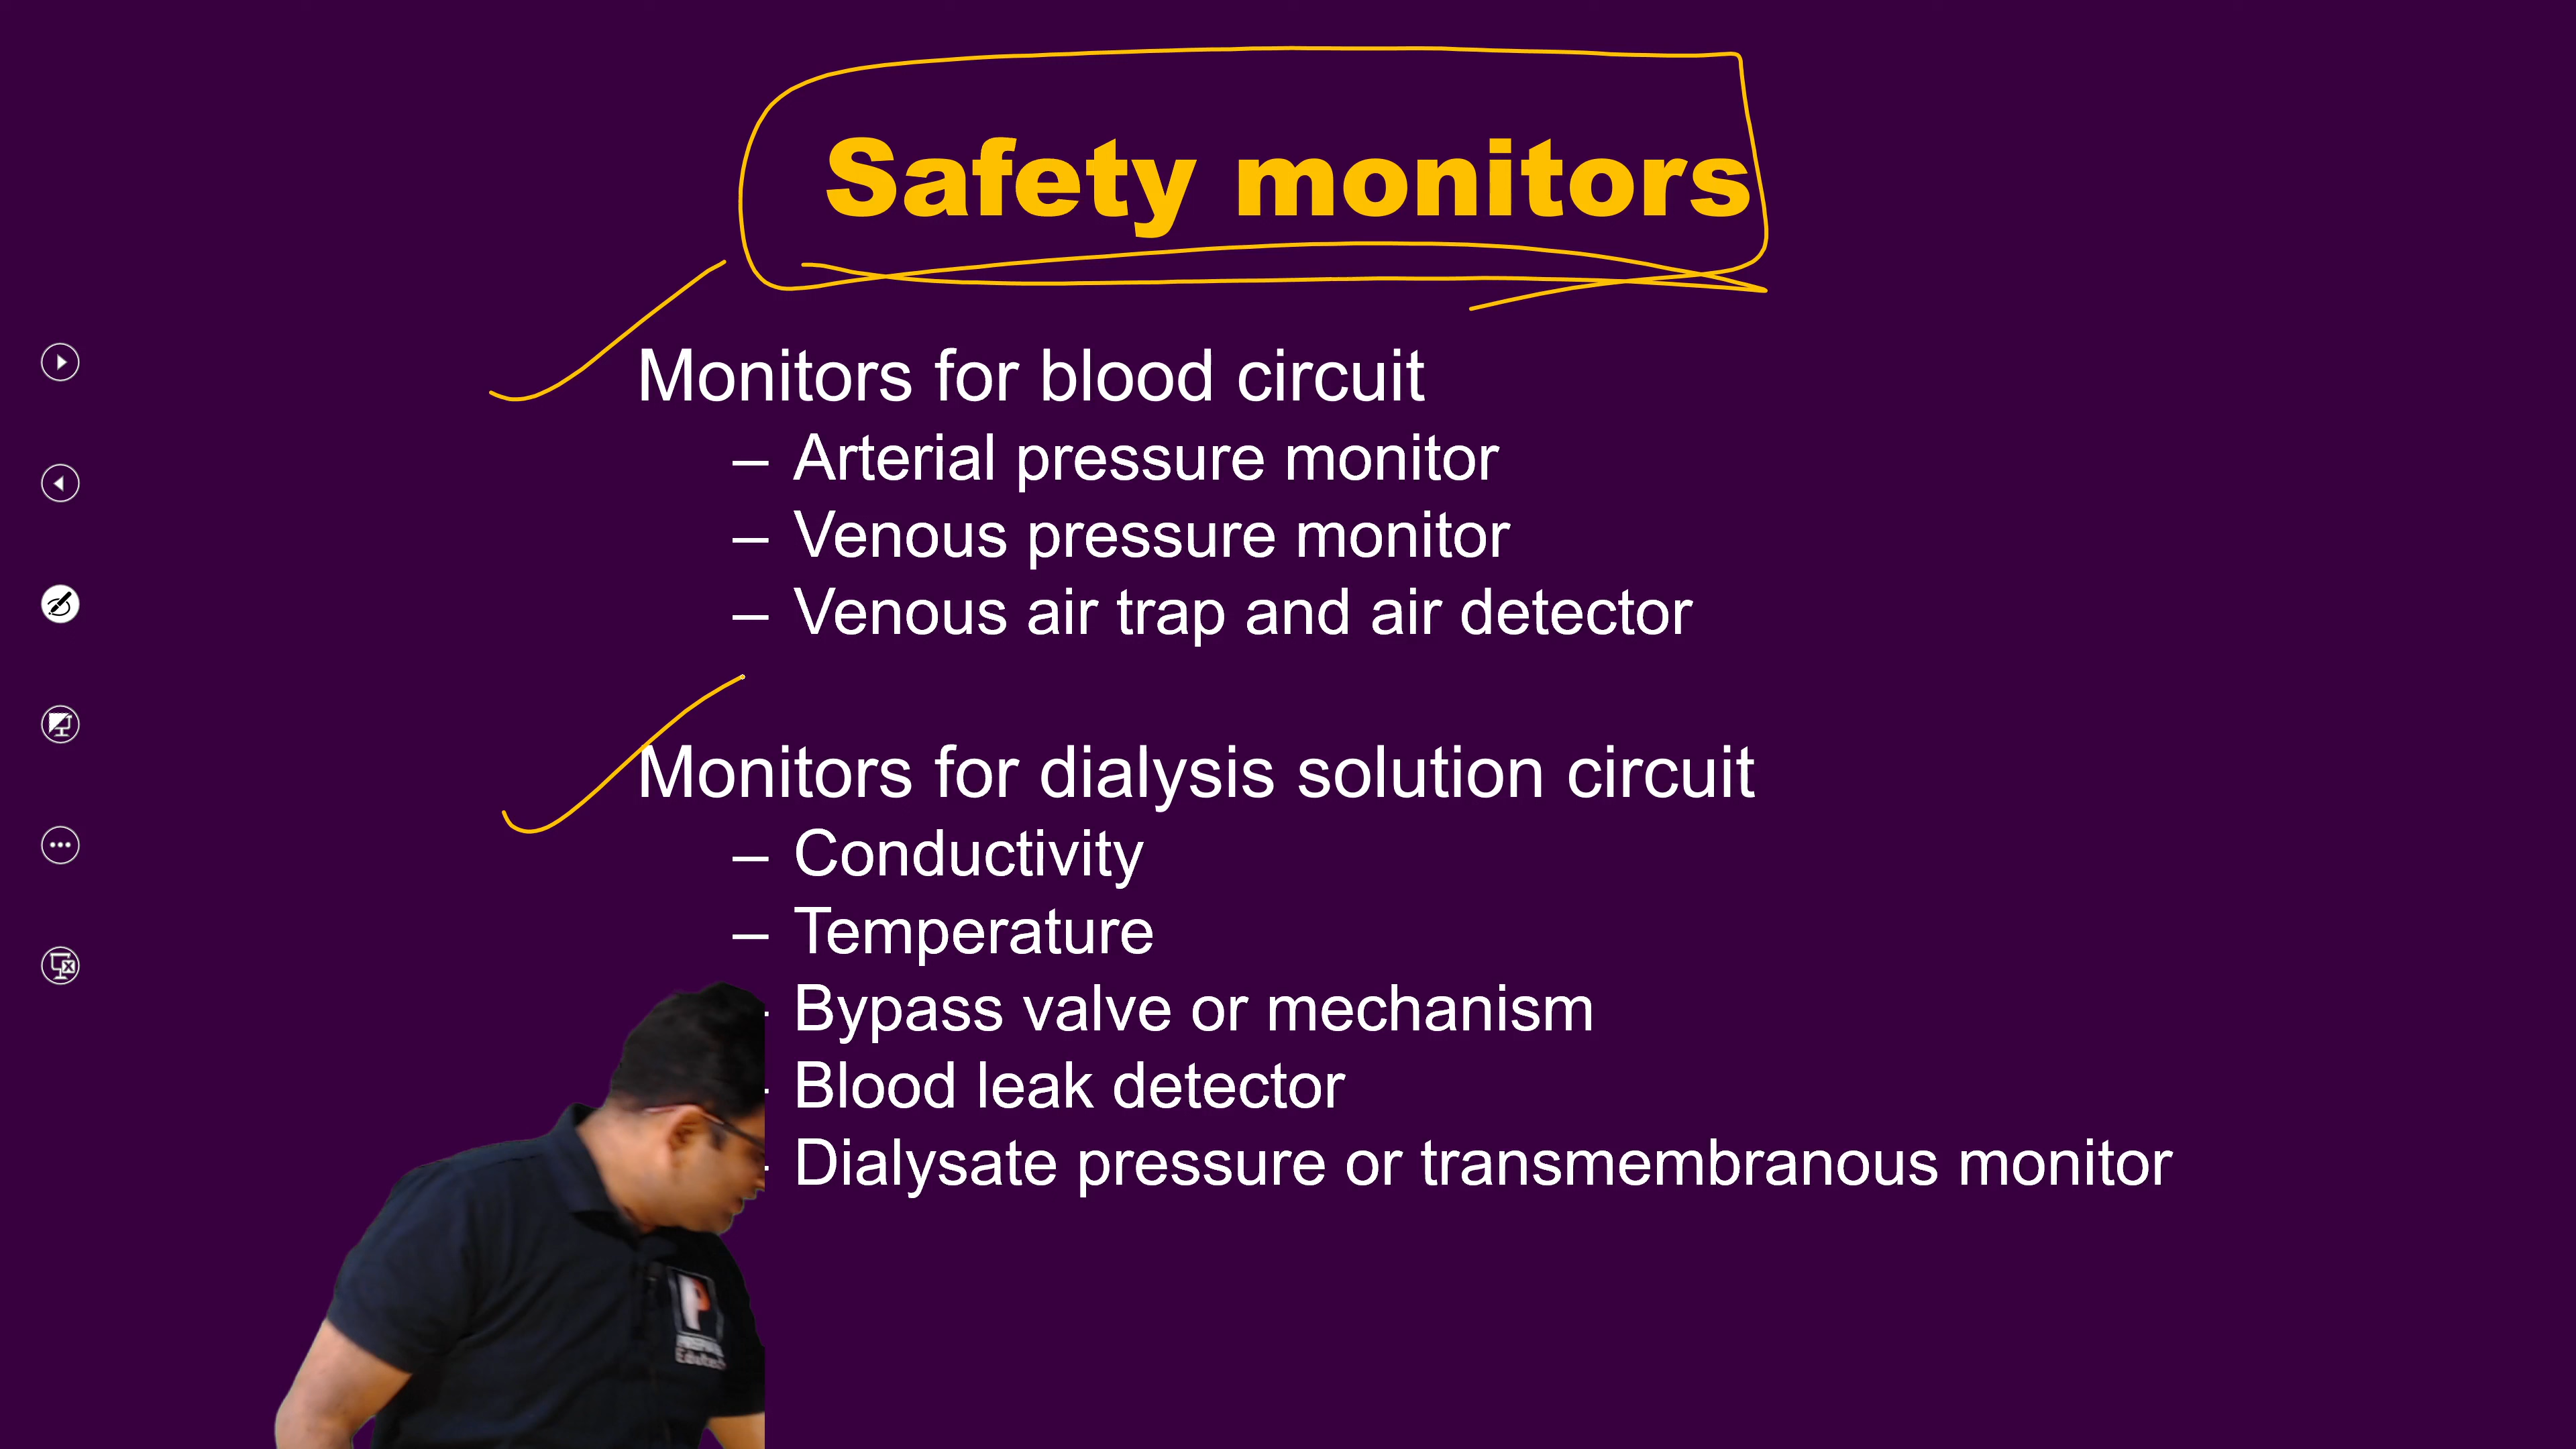 Safety monitors
Monitors for blood circuit
– Arterial pressure monitor
– Venous pressure monitor
– Venous air trap and air detector
Monitors for dialysis solution circuit
– Conductivity
– Temperature
- Bypass valve or mechanism
- Blood leak detector
- Dialysate pressure or transmembranous monitor
P